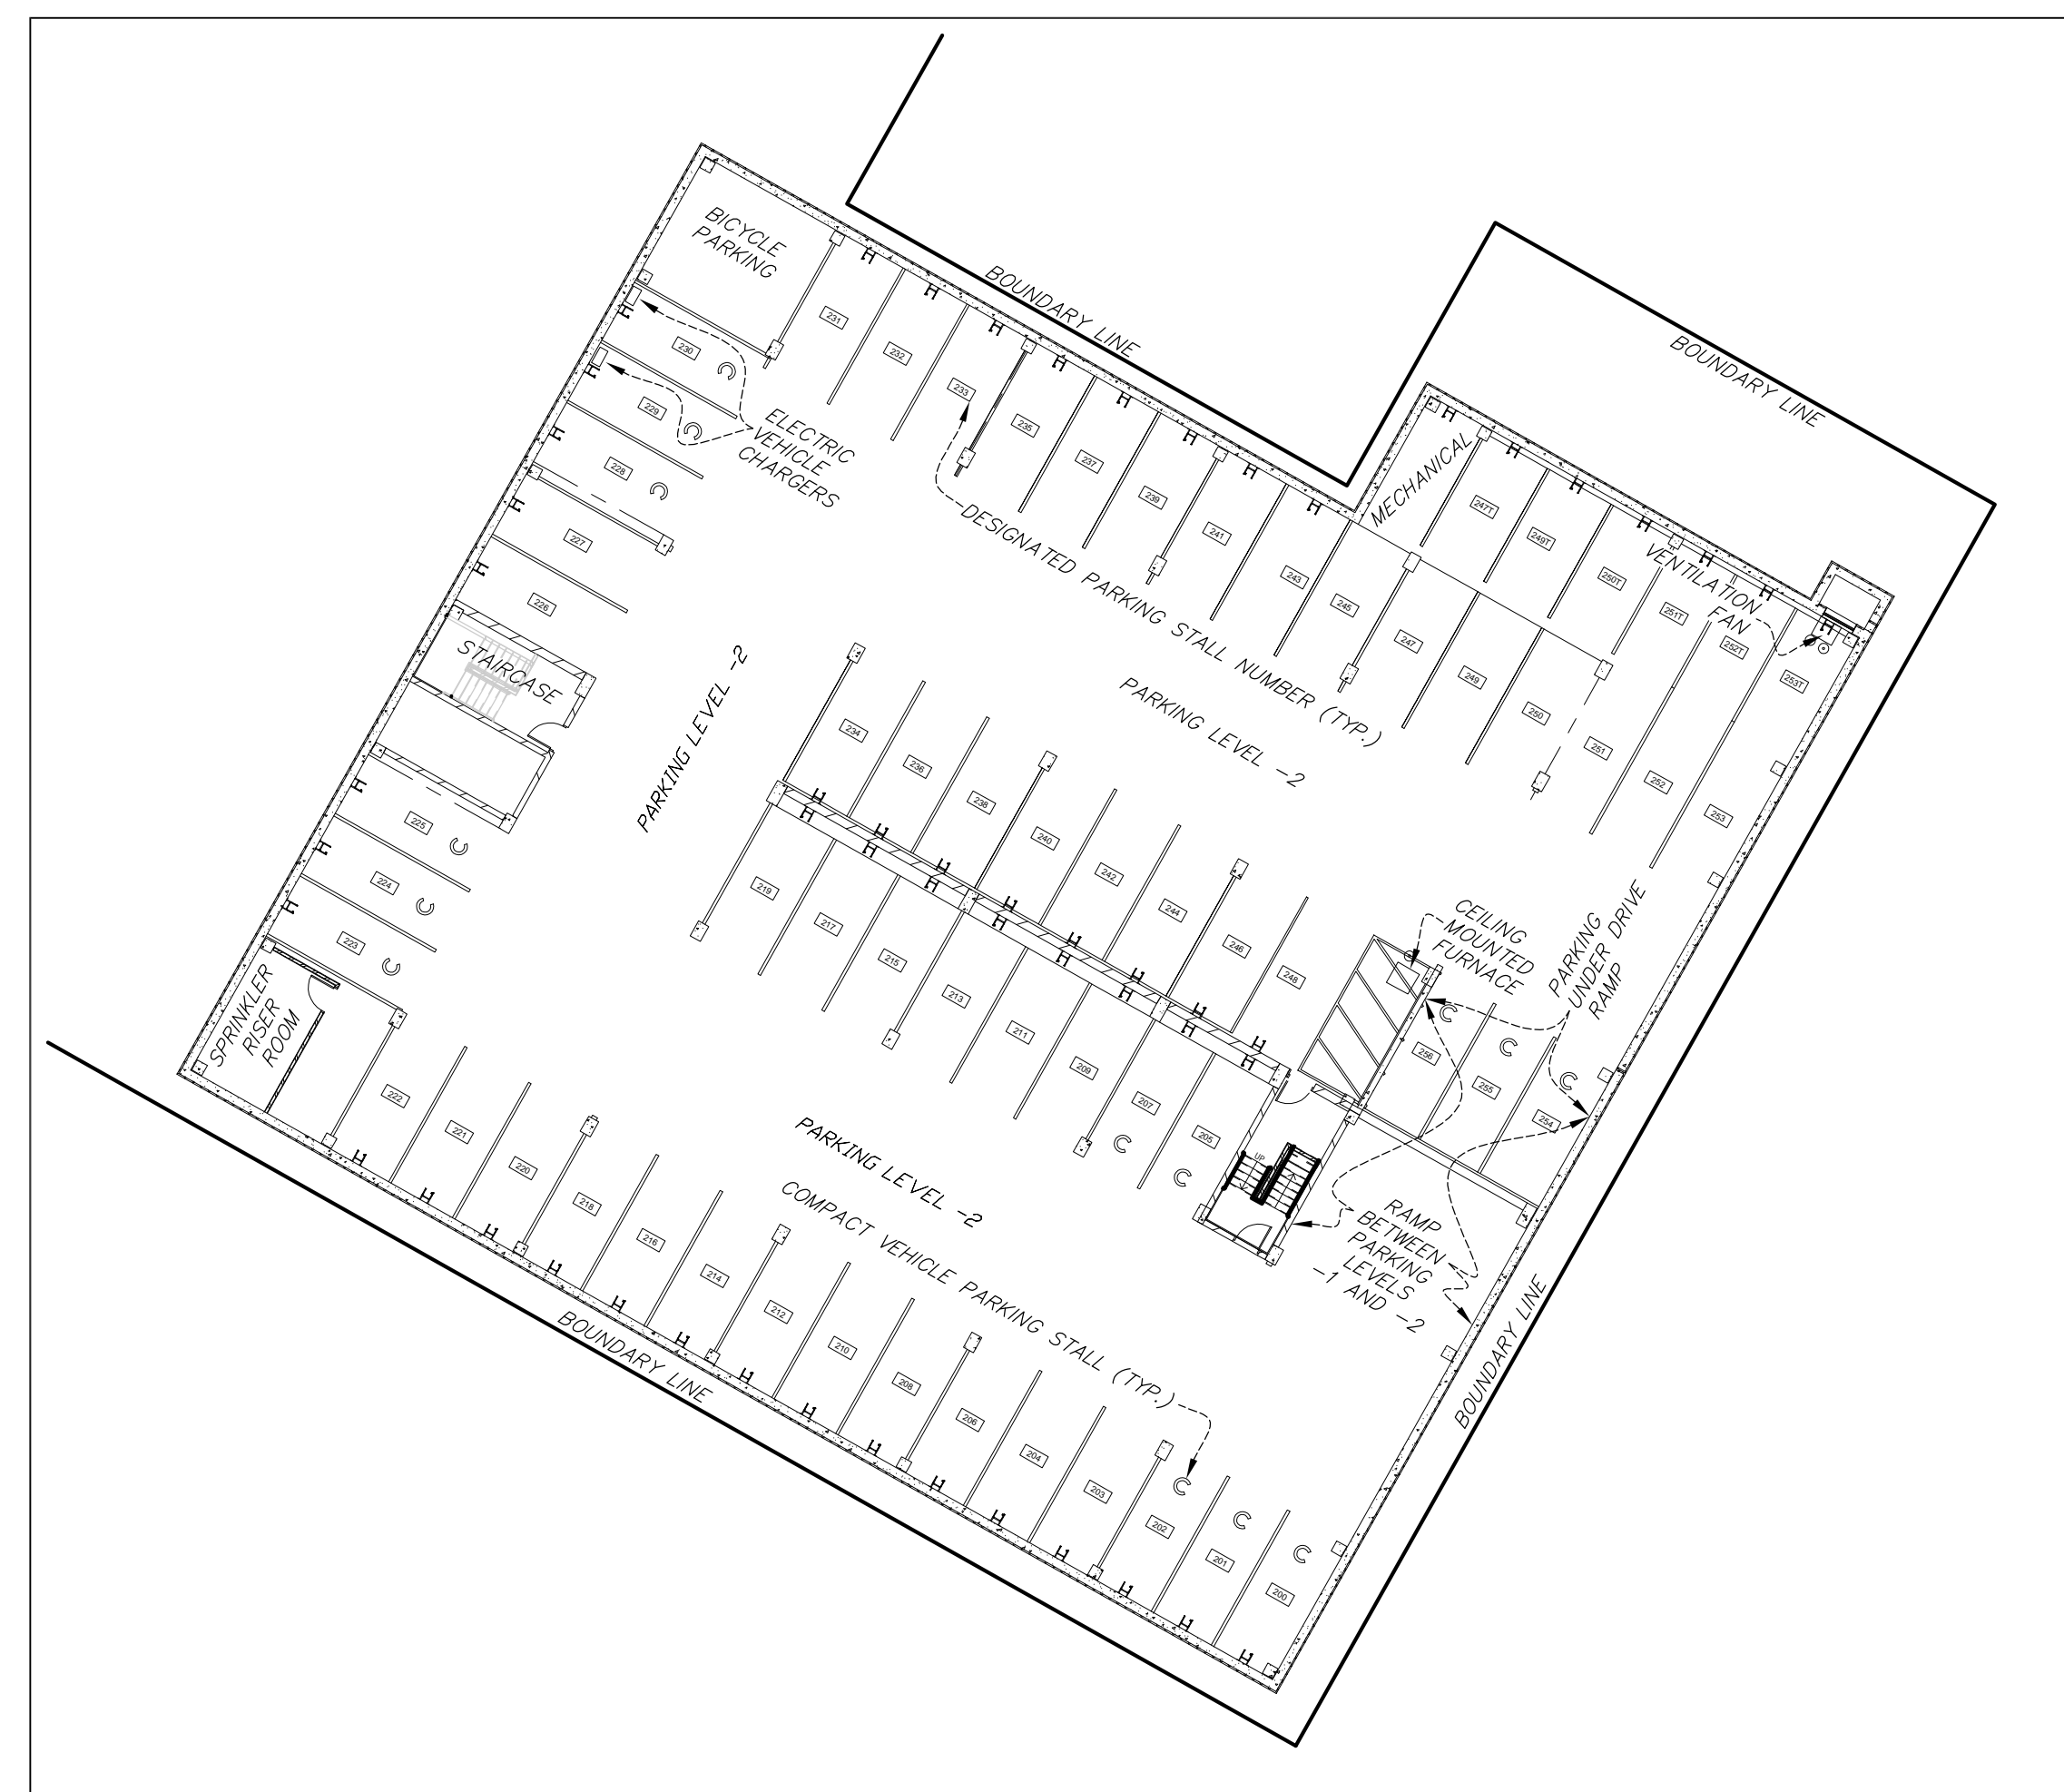 BICYCLE
PARKING
BOUNDARY LINE
BOUNDARY LINE
231
232
233
235
237
239
241
243
245
247
249
250
251
252
253
MECHANICAL
247T
249T
250T
251T
252T
253T
VENTILATION
FAN
230
C
229
C
228
C
227
226
ELECTRIC
VEHICLE
CHARGERS
DESIGNATED PARKING STALL NUMBER (TYP.)
PARKING LEVEL -2
STAIRCASE
PARKING LEVEL -2
225
C
224
C
223
C
SPRINKLER
RISER
ROOM
234
236
238
240
242
244
246
248
219
217
215
213
211
209
207
C
205
C
CEILING
MOUNTED
FURNACE
PARKING
UNDER DRIVE
RAMP
C
256
C
255
C
254
UP
RAMP
BETWEEN
PARKING
LEVELS
-1 AND -2
PARKING LEVEL -2
COMPACT VEHICLE PARKING STALL (TYP.)
222
221
220
218
216
214
212
210
208
206
204
203
C
202
C
201
C
200
BOUNDARY LINE
BOUNDARY LINE